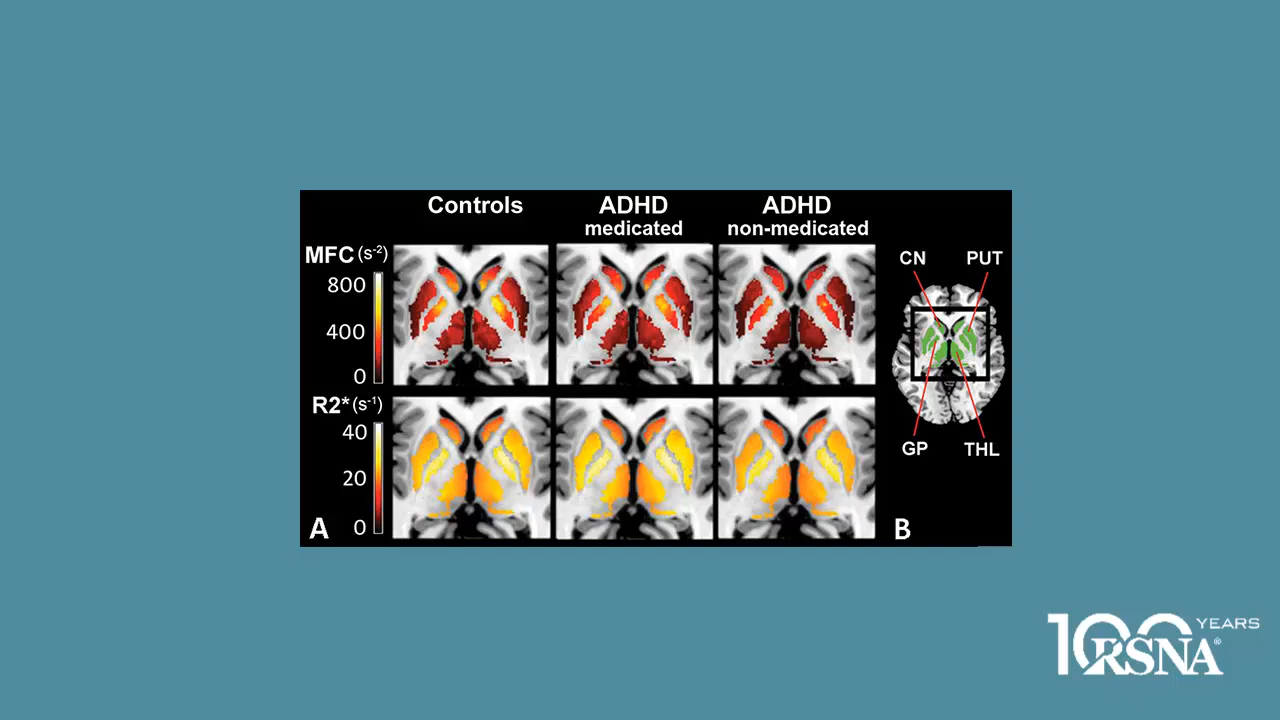 Controls
ADHD
medicated
ADHD
non-medicated
MFC (s-2)
800
400
0
R2* (s-1)
40
20
0
A
CN
PUT
GP
THL
B
100 YEARS
RSNA®